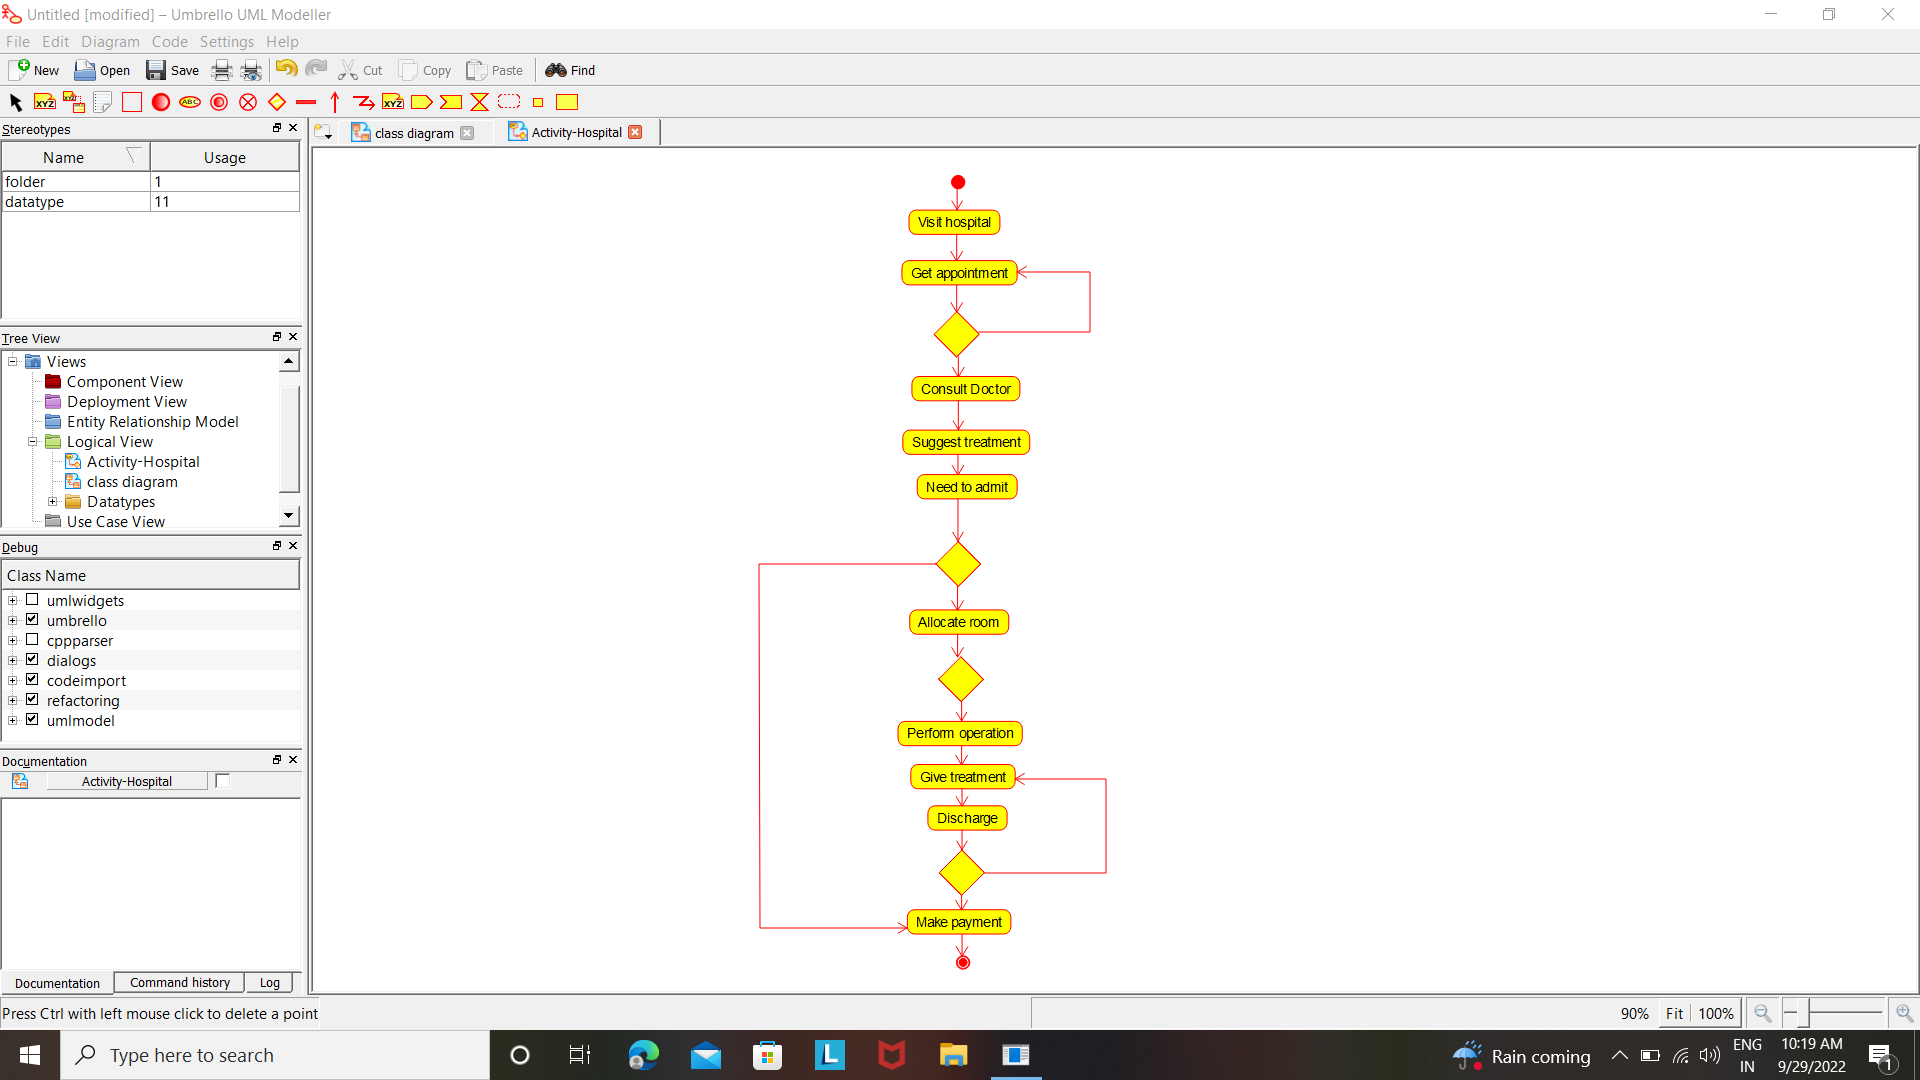 Untitled [modified] – Umbrello UML Modeller
File Edit Diagram Code Settings Help
New Open Save Cut Copy Paste Find
XYZ XYZ ABC XYZ
Stereotypes
class diagram Activity-Hospital
Name Usage
folder 1
datatype 11
Tree View
Views
Component View
Deployment View
Entity Relationship Model
Logical View
Activity-Hospital
class diagram
Datatypes
Use Case View
Debug
Class Name
umlwidgets
umbrello
cppparser
dialogs
codeimport
refactoring
umlmodel
Documentation
Activity-Hospital
Documentation Command history Log
Visit hospital
Get appointment
Consult Doctor
Suggest treatment
Need to admit
Allocate room
Perform operation
Give treatment
Discharge
Make payment
Press Ctrl with left mouse click to delete a point
90% Fit 100%
Type here to search
L
Rain coming
ENG
IN
10:19 AM
9/29/2022
1